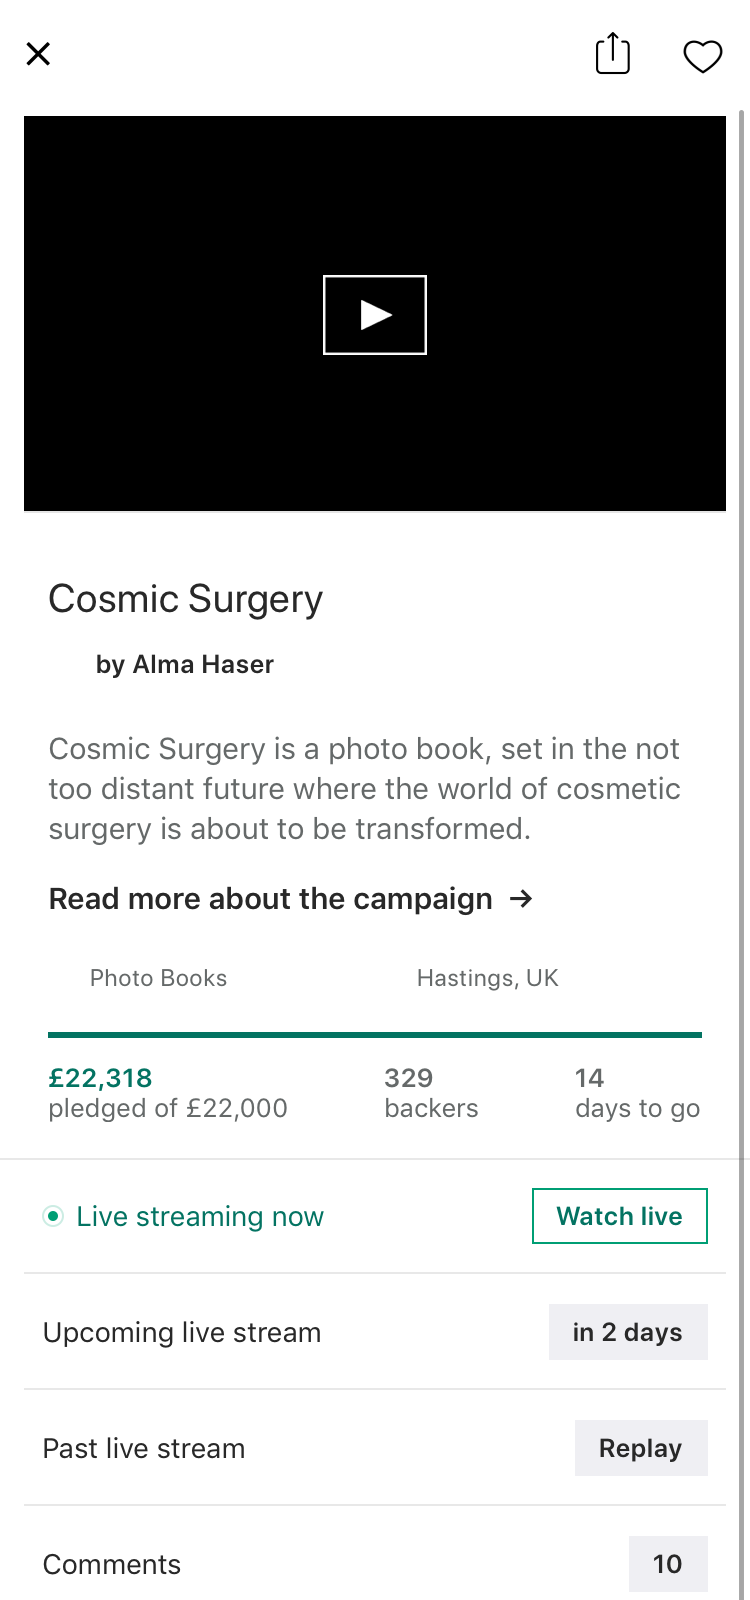 Cosmic Surgery
by Alma Haser
Cosmic Surgery is a photo book, set in the not
too distant future where the world of cosmetic
surgery is about to be transformed.
Read more about the campaign →
Photo Books
Hastings, UK
£22,318
pledged of £22,000
329
backers
14
days to go
Live streaming now
Watch live
Upcoming live stream
in 2 days
Past live stream
Replay
Comments
10